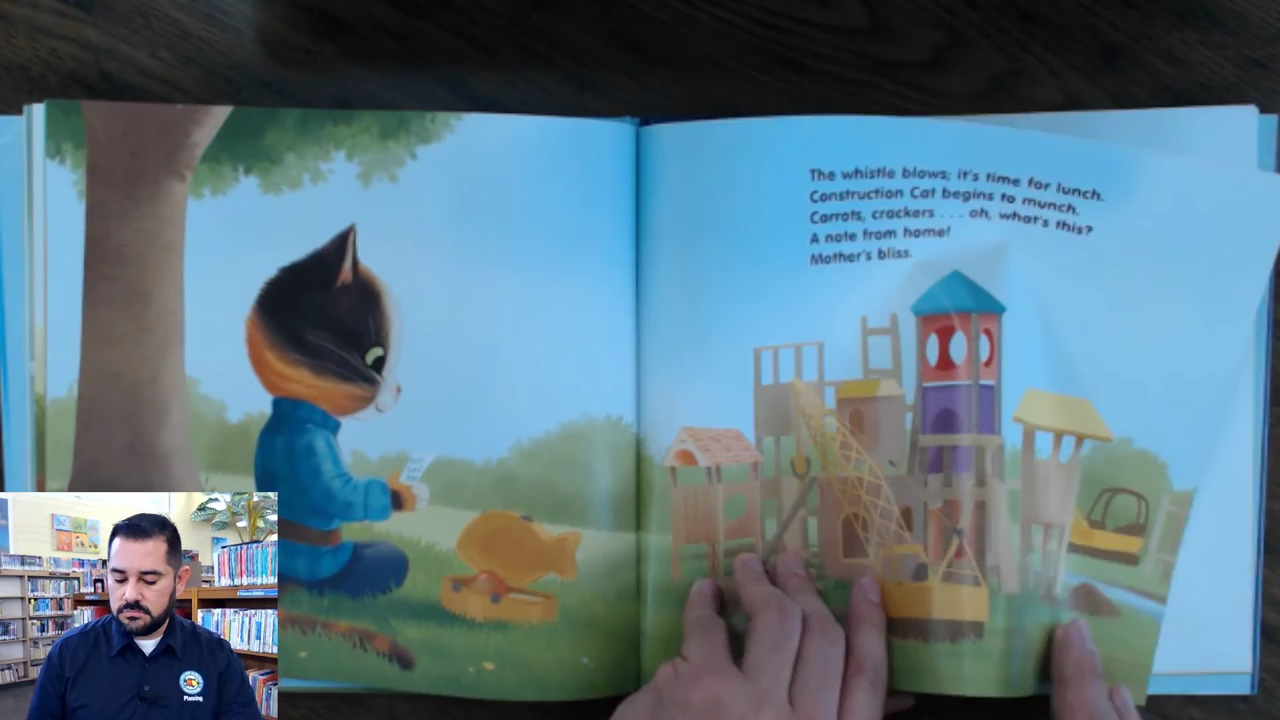 The whistle blows; it's time for lunch.
Construction Cat begins to munch.
Carrots, crackers . . . oh, what's this?
A note from home!
Mother's bliss.
Planning